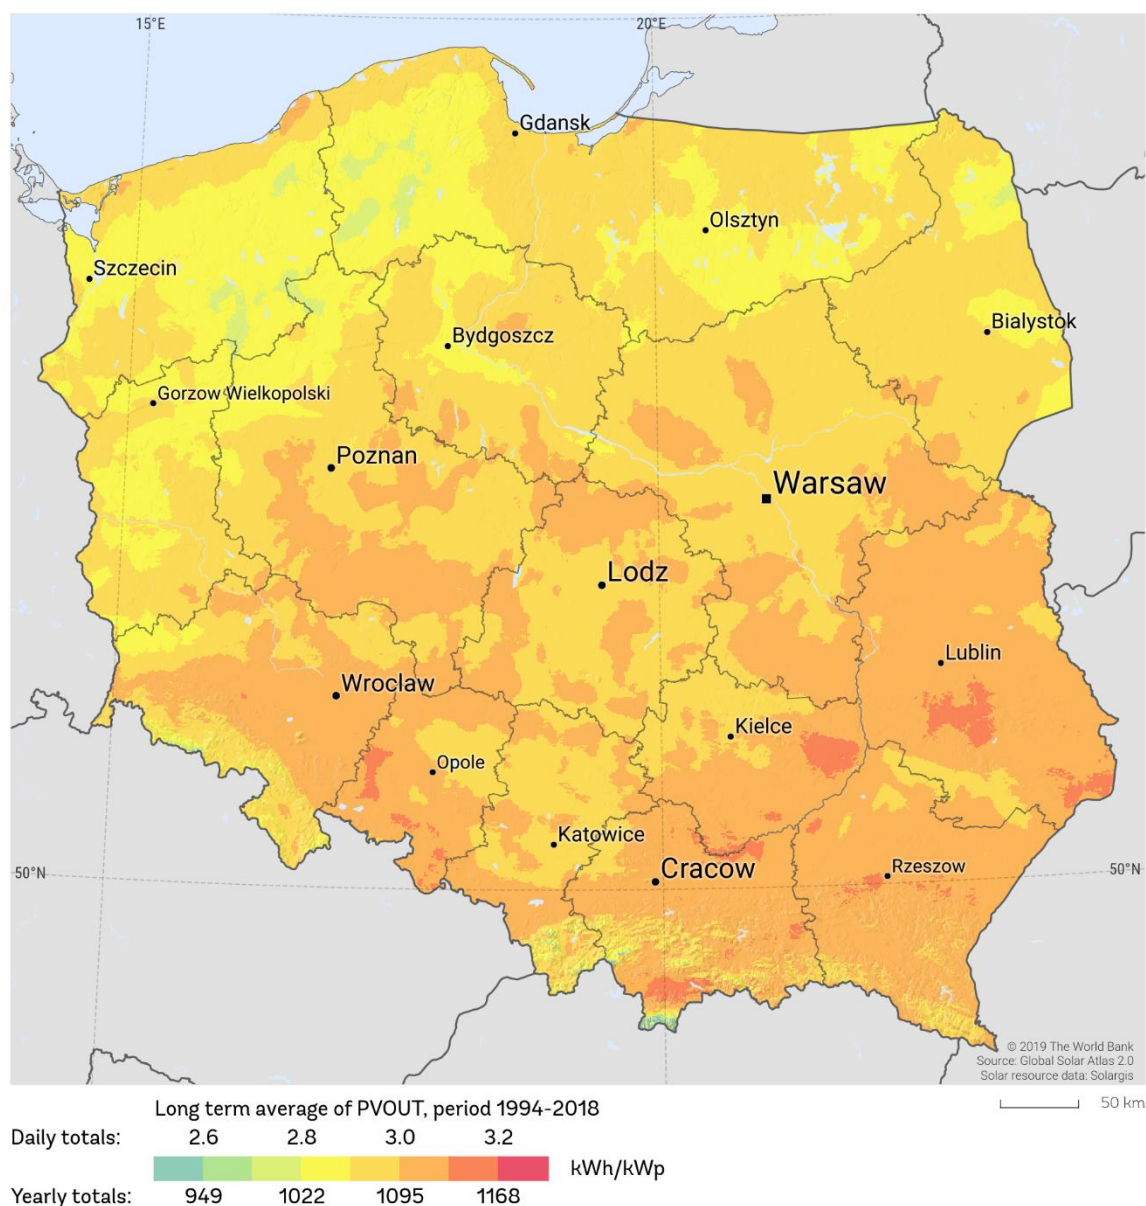 15°E
20°E
Gdansk
Olsztyn
Szczecin
Bialystok
Bydgoszcz
Gorzow Wielkopolski
Poznan
Warsaw
Lodz
Lublin
Wrocław
Kielce
Opole
Katowice
50°N
Cracow
Rzeszow
50°N
© 2019 The World Bank
Source: Global Solar Atlas 2.0
Solar resource data: Solargis
50 km
Long term average of PVOUT, period 1994-2018
Daily totals: 2.6 2.8 3.0 3.2
kWh/kWp
Yearly totals: 949 1022 1095 1168